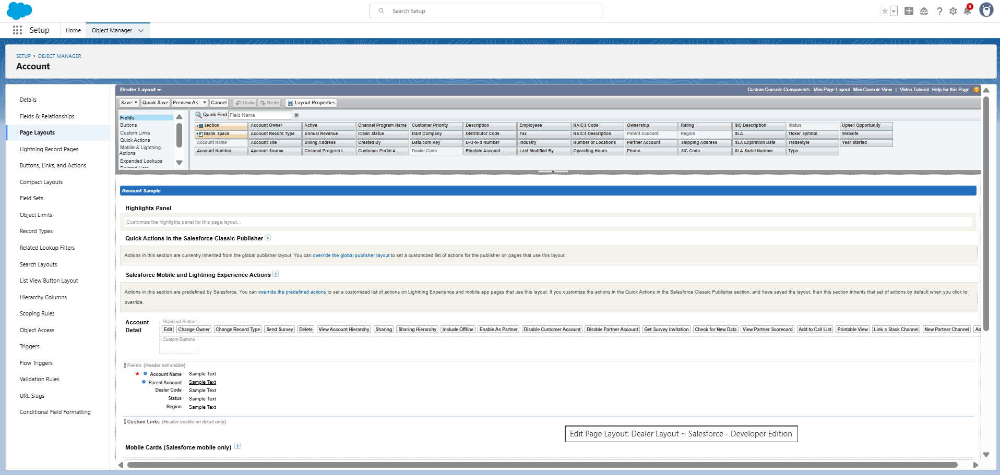 Search Setup
3
Setup
Home
Object Manager
SETUP > OBJECT MANAGER
Account
Details
Fields & Relationships
Page Layouts
Lightning Record Pages
Buttons, Links, and Actions
Compact Layouts
Field Sets
Object Limits
Record Types
Related Lookup Filters
Search Layouts
List View Button Layout
Hierarchy Columns
Scoping Rules
Object Access
Triggers
Flow Triggers
Validation Rules
URL Slugs
Conditional Field Formatting
Dealer Layout
Custom Console Components Mini Page Layout Mini Console View | Video Tutorial Help for this Page ?
Save Quick Save Preview As... Cancel Undo Redo Layout Properties
Fields
Buttons
Custom Links
Quick Actions
Mobile & Lightning
Actions
Expanded Lookups
Related Lists
Quick Find Field Name
Section Account Owner Active Channel Program Name Customer Priority Description Employees NAICS Code Ownership Rating SIC Description Status Upsell Opportunity
Blank Space Account Record Type Annual Revenue Clean Status D&B Company Distributor Code Fax NAICS Description Parent Account Region SLA Ticker Symbol Website
Account Name Account Site Billing Address Created By Data.com Key D-U-N-S Number Industry Number of Locations Partner Account Shipping Address SLA Expiration Date Tradestyle Year Started
Account Number Account Source Channel Program L... Customer Portal A... Dealer Code Einstein Account ... Last Modified By Operating Hours Phone SIC Code SLA Serial Number Type
Account Sample
Highlights Panel
Customize the highlights panel for this page layout...
Quick Actions in the Salesforce Classic Publisher i
Actions in this section are currently inherited from the global publisher layout. You can override the global publisher layout to set a customized list of actions for the publisher on pages that use this layout.
Salesforce Mobile and Lightning Experience Actions i
Actions in this section are predefined by Salesforce. You can override the predefined actions to set a customized list of actions on Lightning Experience and mobile app pages that use this layout. If you customize the actions in the Quick Actions in the Salesforce Classic Publisher section, and have saved the layout, then this section inherits that set of actions by default when you click to
override.
Account
Detail
Standard Buttons
Edit Change Owner Change Record Type Send Survey Delete View Account Hierarchy Sharing Sharing Hierarchy Include Offline Enable As Partner Disable Customer Account Disable Partner Account Get Survey Invitation Check for New Data View Partner Scorecard Add to Call List Printable View Link a Slack Channel New Partner Channel Ad
Custom Buttons
Fields (Header not visible)
* Account Name Sample Text
Parent Account Sample Text
Dealer Code Sample Text
Status Sample Text
Region Sample Text
Custom Links (Header visible on detail only)
Edit Page Layout: Dealer Layout ~ Salesforce - Developer Edition
Mobile Cards (Salesforce mobile only) i